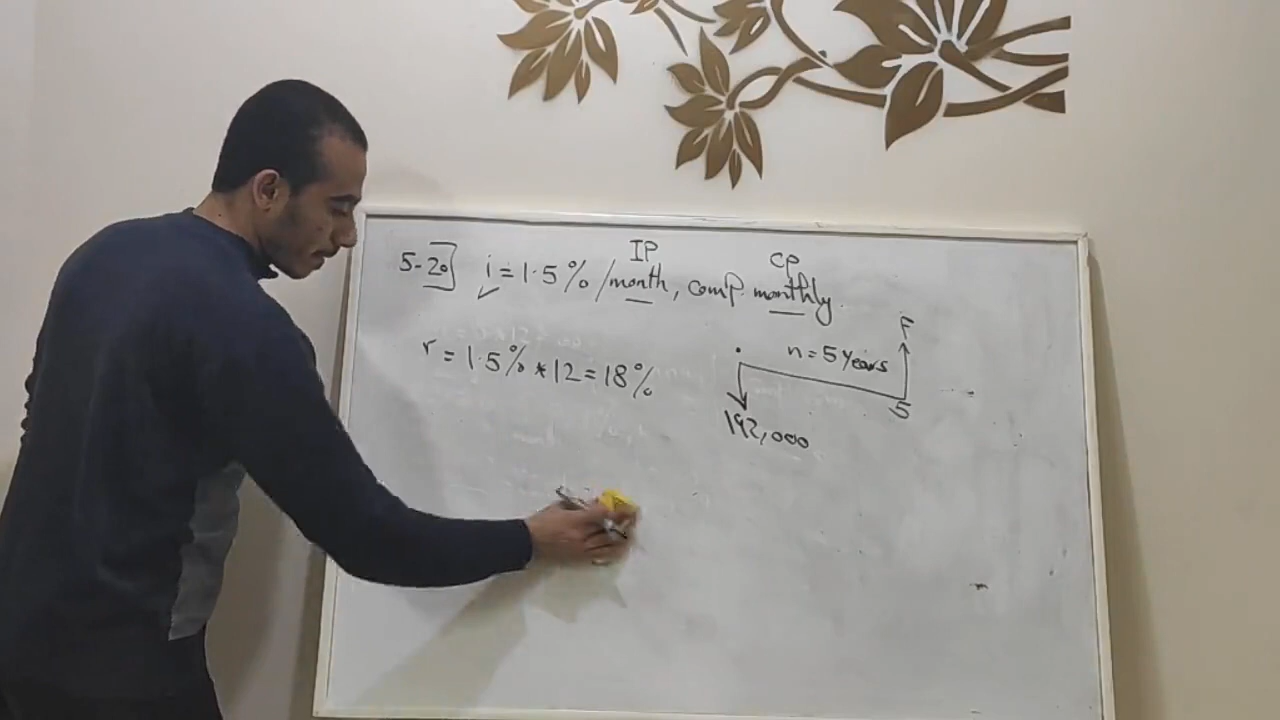 IP CP
5-20] i = 1.5% /month, comp. monthly.
r = 1.5% * 12 = 18%
F
n = 5 years
5
192,000